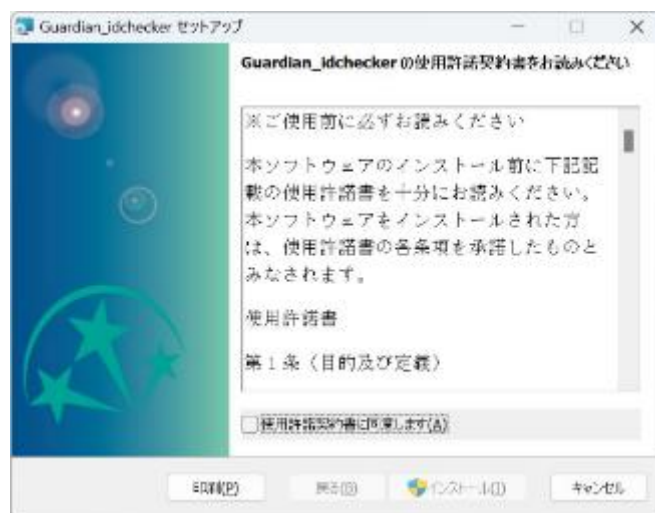 Guardian_idchecker セットアップ
Guardian_idchecker の使用許諾契約書をお読みください
※ご使用前に必ずお読みください
本ソフトウェアのインストール前に下記記
載の使用許諾書を十分にお読みください。
本ソフトウェアをインストールされた方
は、使用許諾書の各条項を承諾したものと
みなされます。
使用許諾書
第１条（目的及び定義）
使用許諾契約書に同意します(A)
印刷(P) 戻る(B) インストール(I) キャンセル